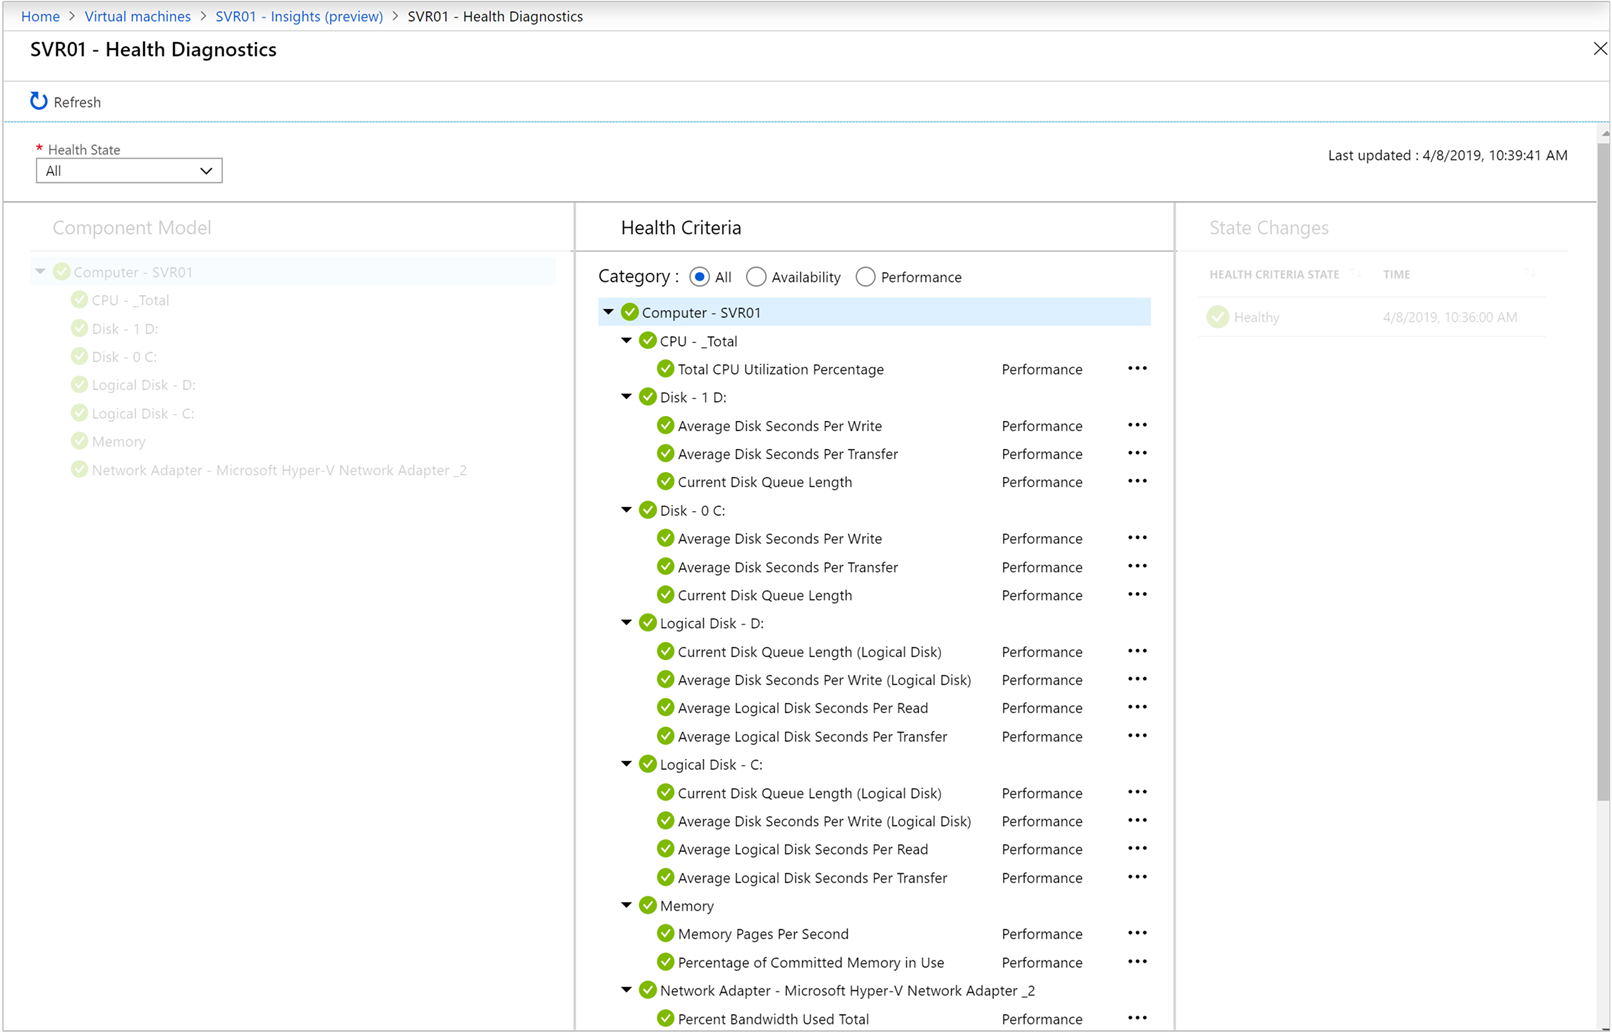 Home > Virtual machines > SVR01 - Insights (preview) > SVR01 - Health Diagnostics
SVR01 - Health Diagnostics
Refresh
* Health State
All
Last updated : 4/8/2019, 10:39:41 AM
Component Model
Computer - SVR01
CPU - _Total
Disk - 1 D:
Disk - 0 C:
Logical Disk - D:
Logical Disk - C:
Memory
Network Adapter - Microsoft Hyper-V Network Adapter _2
Health Criteria
Category : All Availability Performance
Computer - SVR01
CPU - _Total
Total CPU Utilization Percentage Performance
Disk - 1 D:
Average Disk Seconds Per Write Performance
Average Disk Seconds Per Transfer Performance
Current Disk Queue Length Performance
Disk - 0 C:
Average Disk Seconds Per Write Performance
Average Disk Seconds Per Transfer Performance
Current Disk Queue Length Performance
Logical Disk - D:
Current Disk Queue Length (Logical Disk) Performance
Average Disk Seconds Per Write (Logical Disk) Performance
Average Logical Disk Seconds Per Read Performance
Average Logical Disk Seconds Per Transfer Performance
Logical Disk - C:
Current Disk Queue Length (Logical Disk) Performance
Average Disk Seconds Per Write (Logical Disk) Performance
Average Logical Disk Seconds Per Read Performance
Average Logical Disk Seconds Per Transfer Performance
Memory
Memory Pages Per Second Performance
Percentage of Committed Memory in Use Performance
Network Adapter - Microsoft Hyper-V Network Adapter _2
Percent Bandwidth Used Total Performance
State Changes
HEALTH CRITERIA STATE TIME
Healthy 4/8/2019, 10:36:00 AM